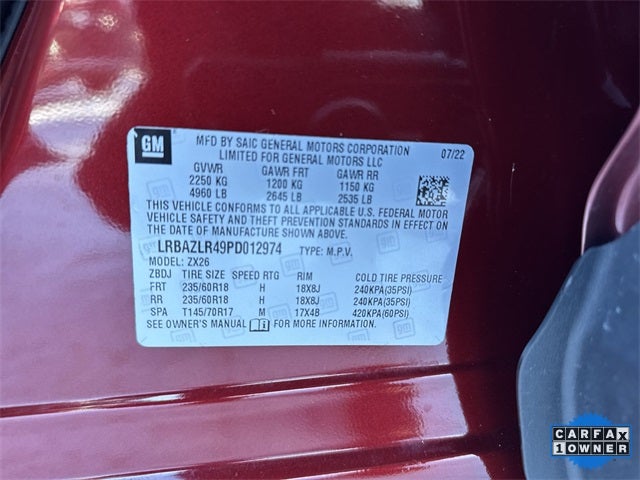 GM
MFD BY SAIC GENERAL MOTORS CORPORATION 07/22
LIMITED FOR GENERAL MOTORS LLC
GVWR GAWR FRT GAWR RR
2250 KG 1200 KG 1150 KG
4960 LB 2645 LB 2535 LB
THIS VEHICLE CONFORMS TO ALL APPLICABLE U.S. FEDERAL MOTOR
VEHICLE SAFETY AND THEFT PREVENTION STANDARDS IN EFFECT ON
THE DATE OF MANUFACTURE SHOWN ABOVE.
LRBAZLR49PD012974 TYPE: M.P.V.
MODEL: ZX26
ZBDJ TIRE SIZE SPEED RTG RIM COLD TIRE PRESSURE
FRT 235/60R18 H 18X8J 240KPA(35PSI)
RR 235/60R18 H 18X8J 240KPA(35PSI)
SPA T145/70R17 M 17X4B 420KPA(60PSI)
SEE OWNER'S MANUAL FOR MORE INFORMATION.
CARFAX
1 OWNER